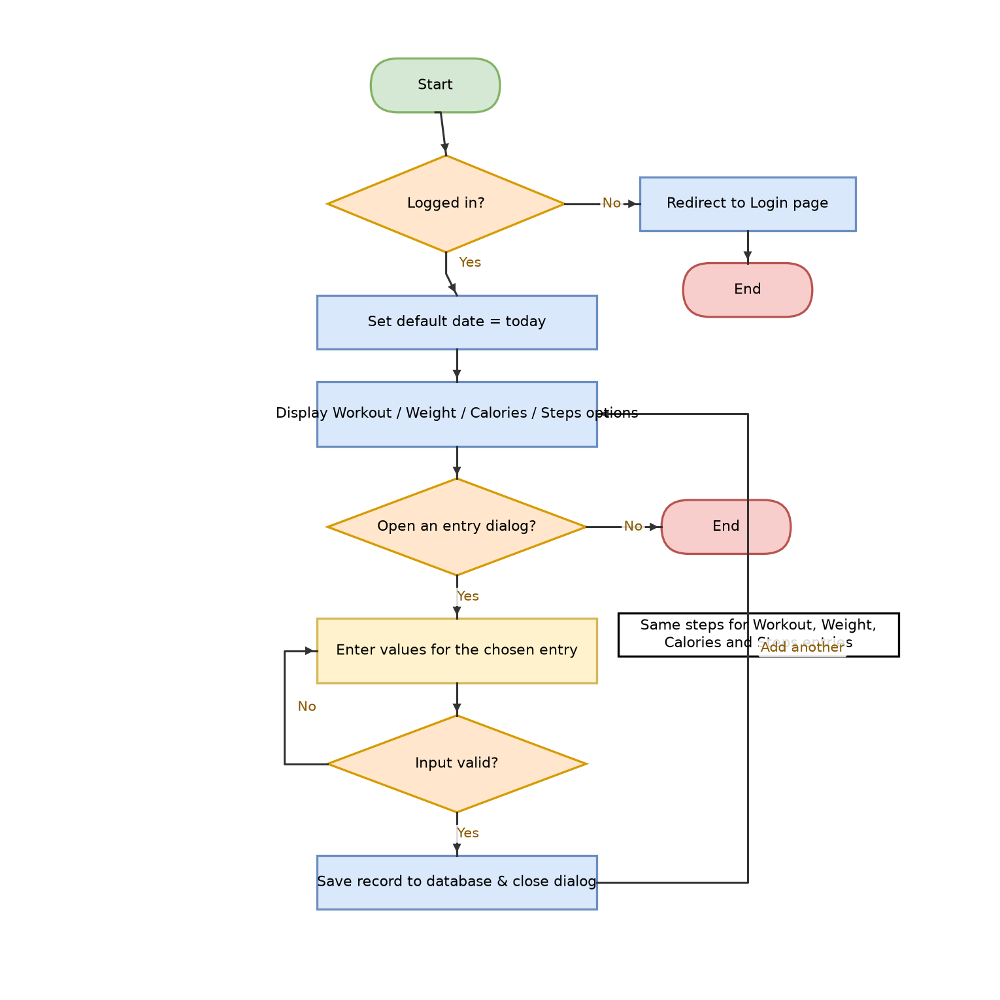 Start
Logged in?
No
Redirect to Login page
Yes
End
Set default date = today
Display Workout / Weight / Calories / Steps options
Open an entry dialog?
No
End
Yes
Same steps for Workout, Weight,
Calories and Steps entries
Add another
Enter values for the chosen entry
No
Input valid?
Yes
Save record to database & close dialog